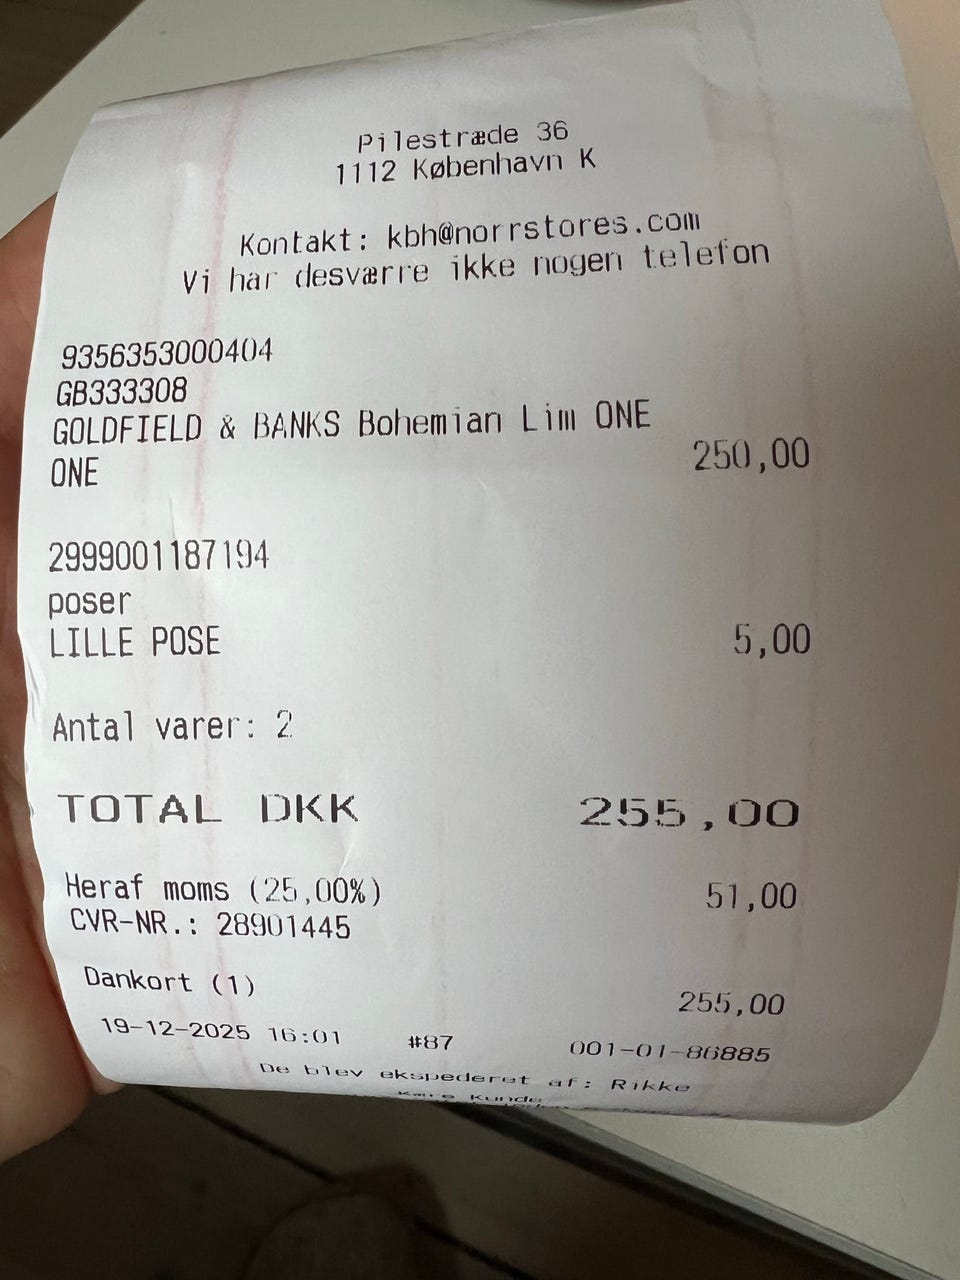 Pilestræde 36
1112 København K
Kontakt: kbh@norrstores.com
Vi har desværre ikke nogen telefon
9356353000404
GB333308
GOLDFIELD & BANKS Bohemian Lim ONE
ONE 250,00
2999001187194
poser
LILLE POSE 5,00
Antal varer: 2
TOTAL DKK 255,00
Heraf moms (25,00%) 51,00
CVR-NR.: 28901445
Dankort (1) 255,00
19-12-2025 16:01 #87 001-01-86885
De blev ekspederet af: Rikke
Kære Kunde